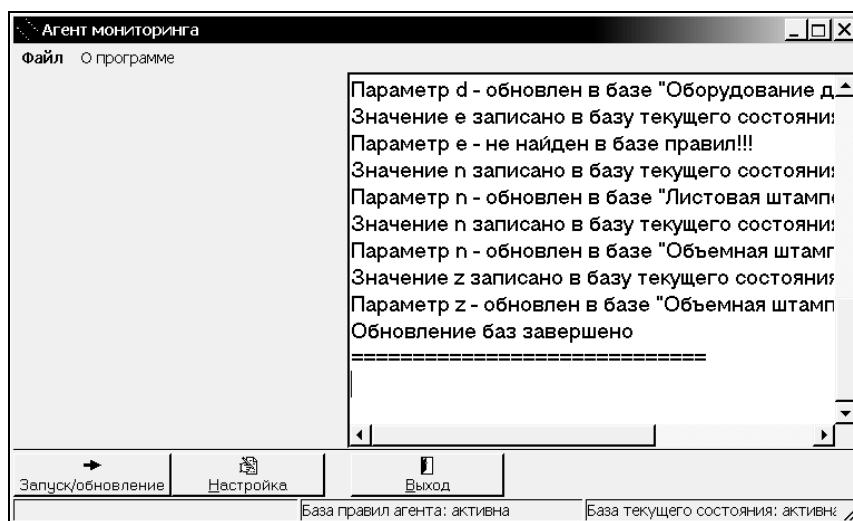 Агент мониторинга
Файл О программе
Параметр d - обновлен в базе "Оборудование д
Значение e записано в базу текущего состояни
Параметр e - не найден в базе правил!!!
Значение n записано в базу текущего состояни
Параметр n - обновлен в базе "Листовая штамп
Значение n записано в базу текущего состояни
Параметр n - обновлен в базе "Объемная штамп
Значение z записано в базу текущего состояния
Параметр z - обновлен в базе "Объемная штамп
Обновление баз завершено
=============================
Запуск/обновление Настройка Выход
База правил агента: активна База текущего состояния: активна